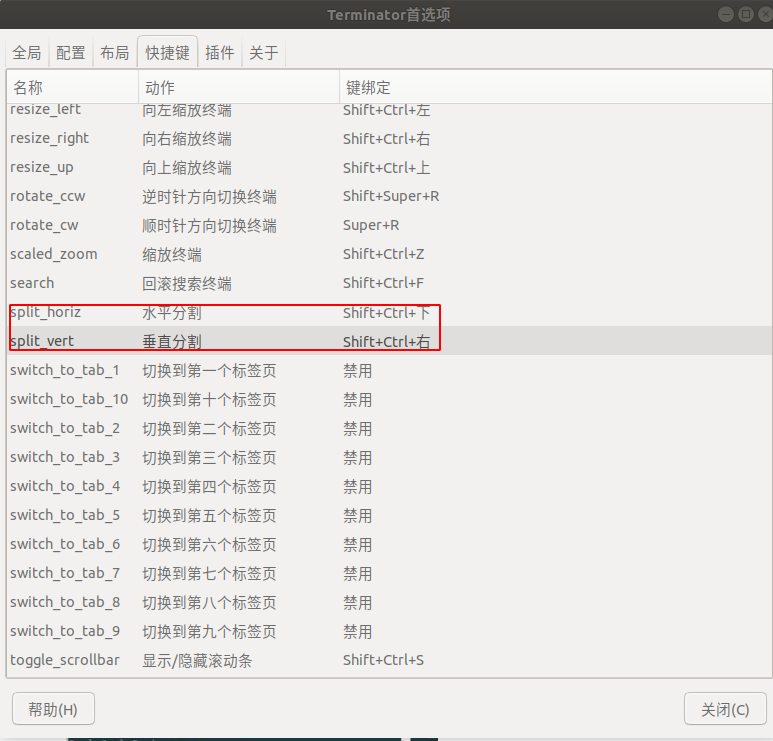 Terminator首选项
全局 配置 布局 快捷键 插件 关于
名称 动作 键绑定
resize_left 向左缩放终端 Shift+Ctrl+左
resize_right 向右缩放终端 Shift+Ctrl+右
resize_up 向上缩放终端 Shift+Ctrl+上
rotate_ccw 逆时针方向切换终端 Shift+Super+R
rotate_cw 顺时针方向切换终端 Super+R
scaled_zoom 缩放终端 Shift+Ctrl+Z
search 回滚搜索终端 Shift+Ctrl+F
split_horiz 水平分割 Shift+Ctrl+下
split_vert 垂直分割 Shift+Ctrl+右
switch_to_tab_1 切换到第一个标签页 禁用
switch_to_tab_10 切换到第十个标签页 禁用
switch_to_tab_2 切换到第二个标签页 禁用
switch_to_tab_3 切换到第三个标签页 禁用
switch_to_tab_4 切换到第四个标签页 禁用
switch_to_tab_5 切换到第五个标签页 禁用
switch_to_tab_6 切换到第六个标签页 禁用
switch_to_tab_7 切换到第七个标签页 禁用
switch_to_tab_8 切换到第八个标签页 禁用
switch_to_tab_9 切换到第九个标签页 禁用
toggle_scrollbar 显示/隐藏滚动条 Shift+Ctrl+S
帮助(H) 关闭(C)